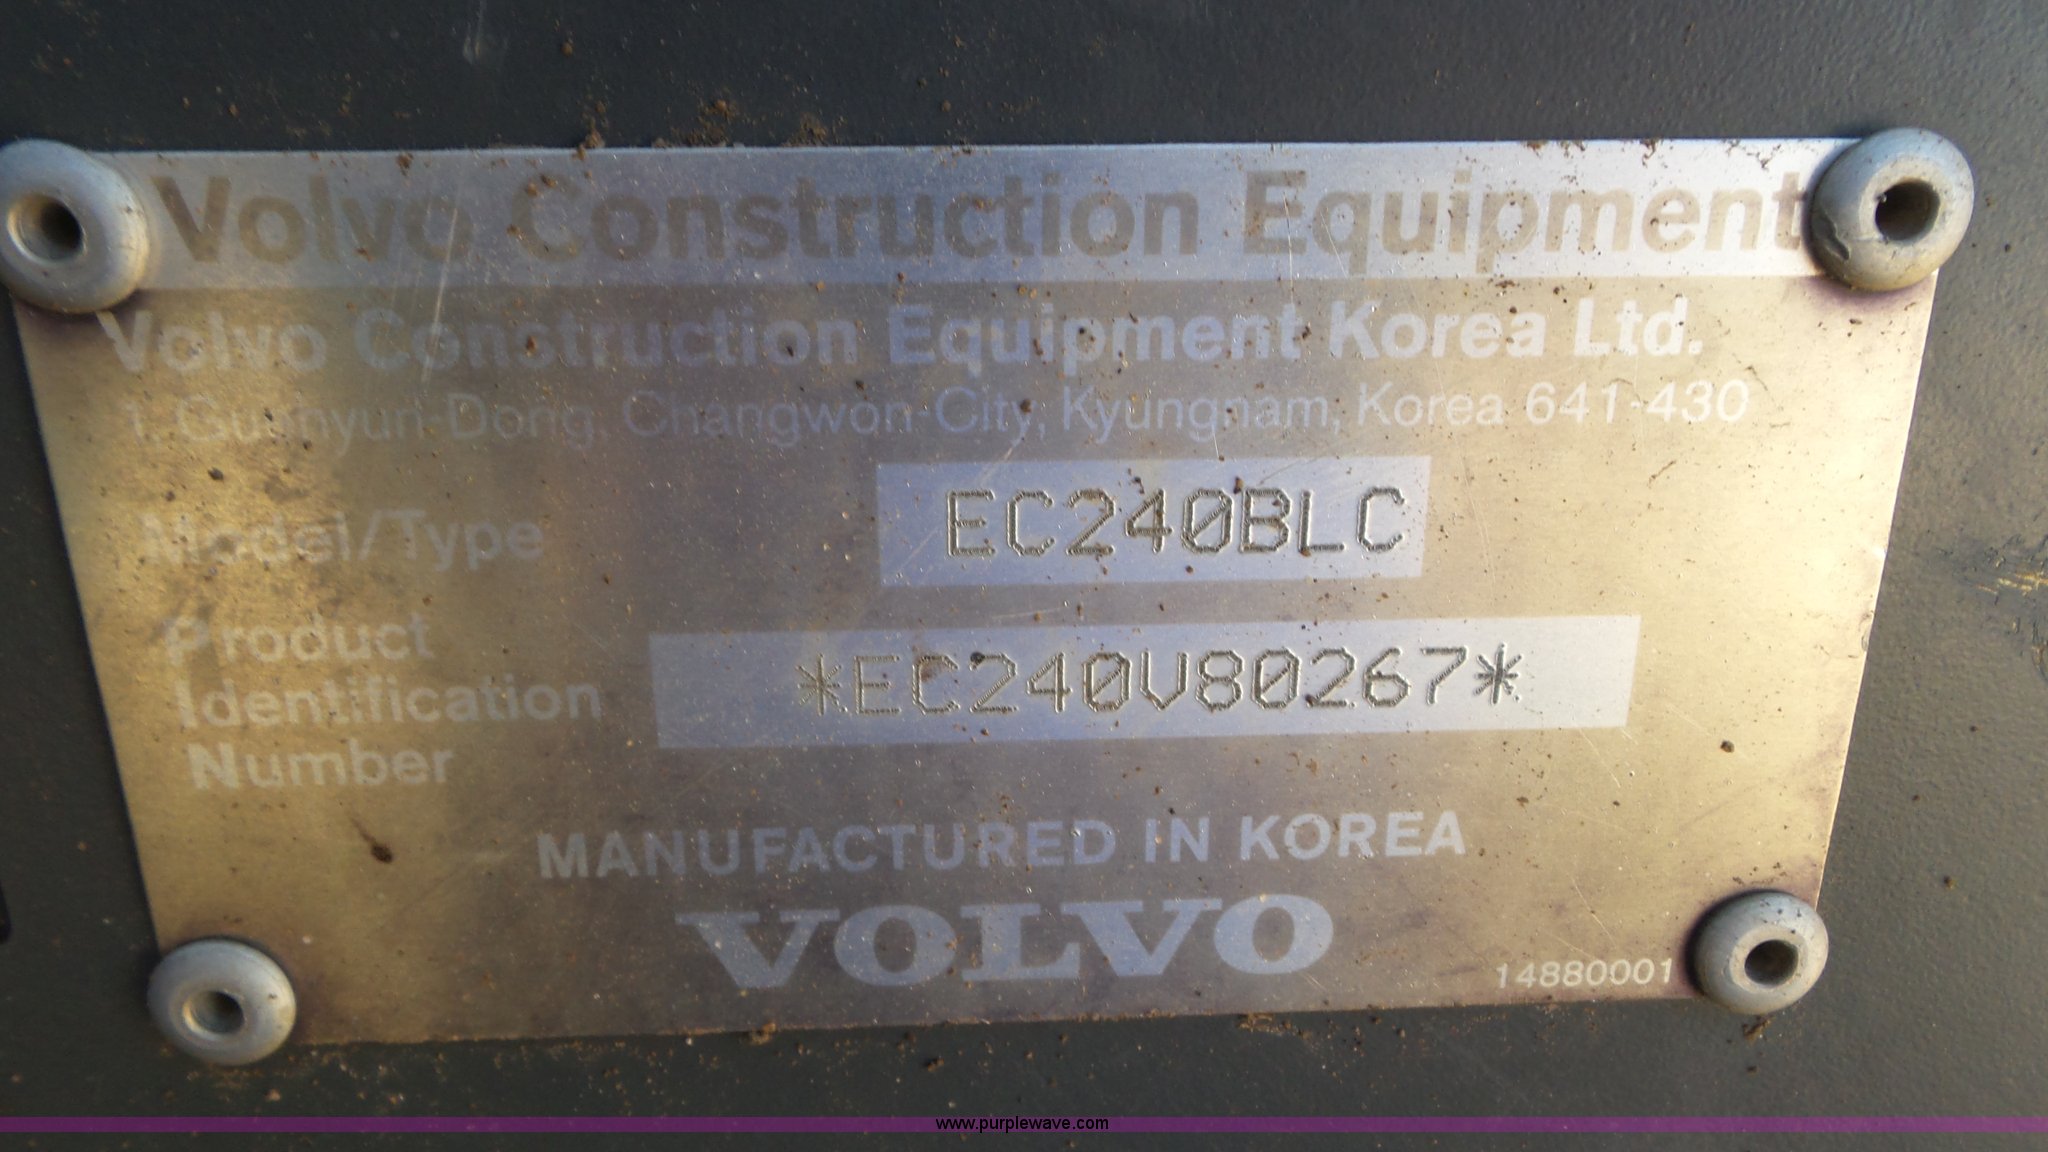 Volvo Construction Equipment
Volvo Construction Equipment Korea Ltd.
1, Guihyun-Dong, Changwon-City, Kyungnam, Korea 641-430
Model/Type EC240BLC
Product
Identification
Number
*EC240V80267*
MANUFACTURED IN KOREA
VOLVO
14880001
www.purplewave.com